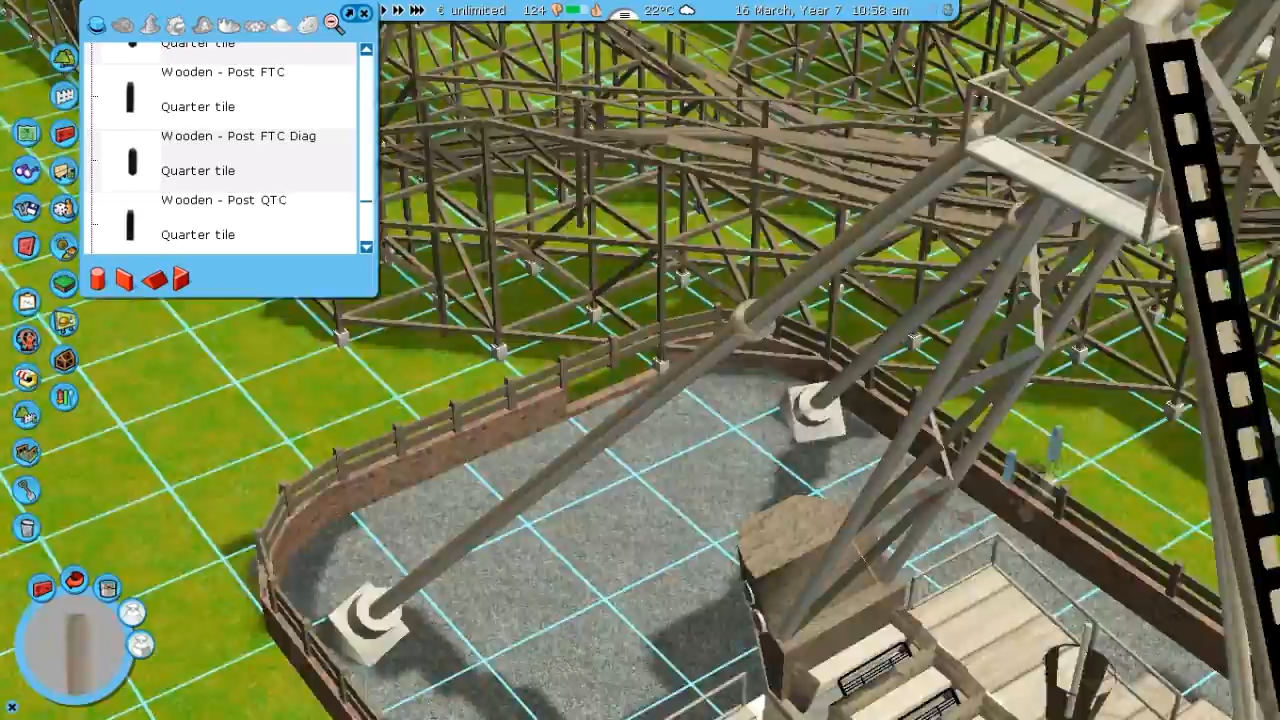 € unlimited 124 22°C 16 March, Year 7 10:58 am
Quarter tile
Wooden - Post FTC
Quarter tile
Wooden - Post FTC Diag
Quarter tile
Wooden - Post QTC
Quarter tile